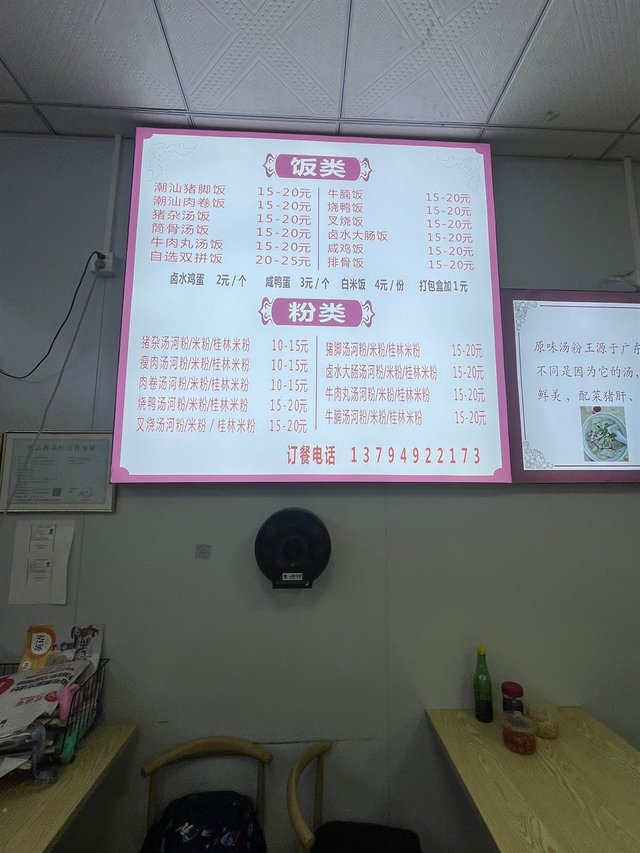 饭类
潮汕猪脚饭 15-20元
潮汕肉卷饭 15-20元
猪杂汤饭 15-20元
筒骨汤饭 15-20元
牛肉丸汤饭 15-20元
自选双拼饭 20-25元
牛腩饭 15-20元
烧鸭饭 15-20元
叉烧饭 15-20元
卤水大肠饭 15-20元
咸鸡饭 15-20元
排骨饭 15-20元
卤水鸡蛋 2元/个 咸鸭蛋 3元/个 白米饭 4元/份 打包盒加1元
粉类
猪杂汤河粉/米粉/桂林米粉 10-15元
瘦肉汤河粉/米粉/桂林米粉 10-15元
肉卷汤河粉/米粉/桂林米粉 10-15元
烧鸭汤河粉/米粉/桂林米粉 15-20元
叉烧汤河粉/米粉/桂林米粉 15-20元
猪脚汤河粉/米粉/桂林米粉 15-20元
卤水大肠汤河粉/米粉/桂林米粉 15-20元
牛肉丸汤河粉/米粉/桂林米粉 15-20元
牛腩汤河粉/米粉/桂林米粉 15-20元
订餐电话 13794922173
原味汤粉王源于广东
不同是因为它的汤,
鲜美,配菜猪肝、